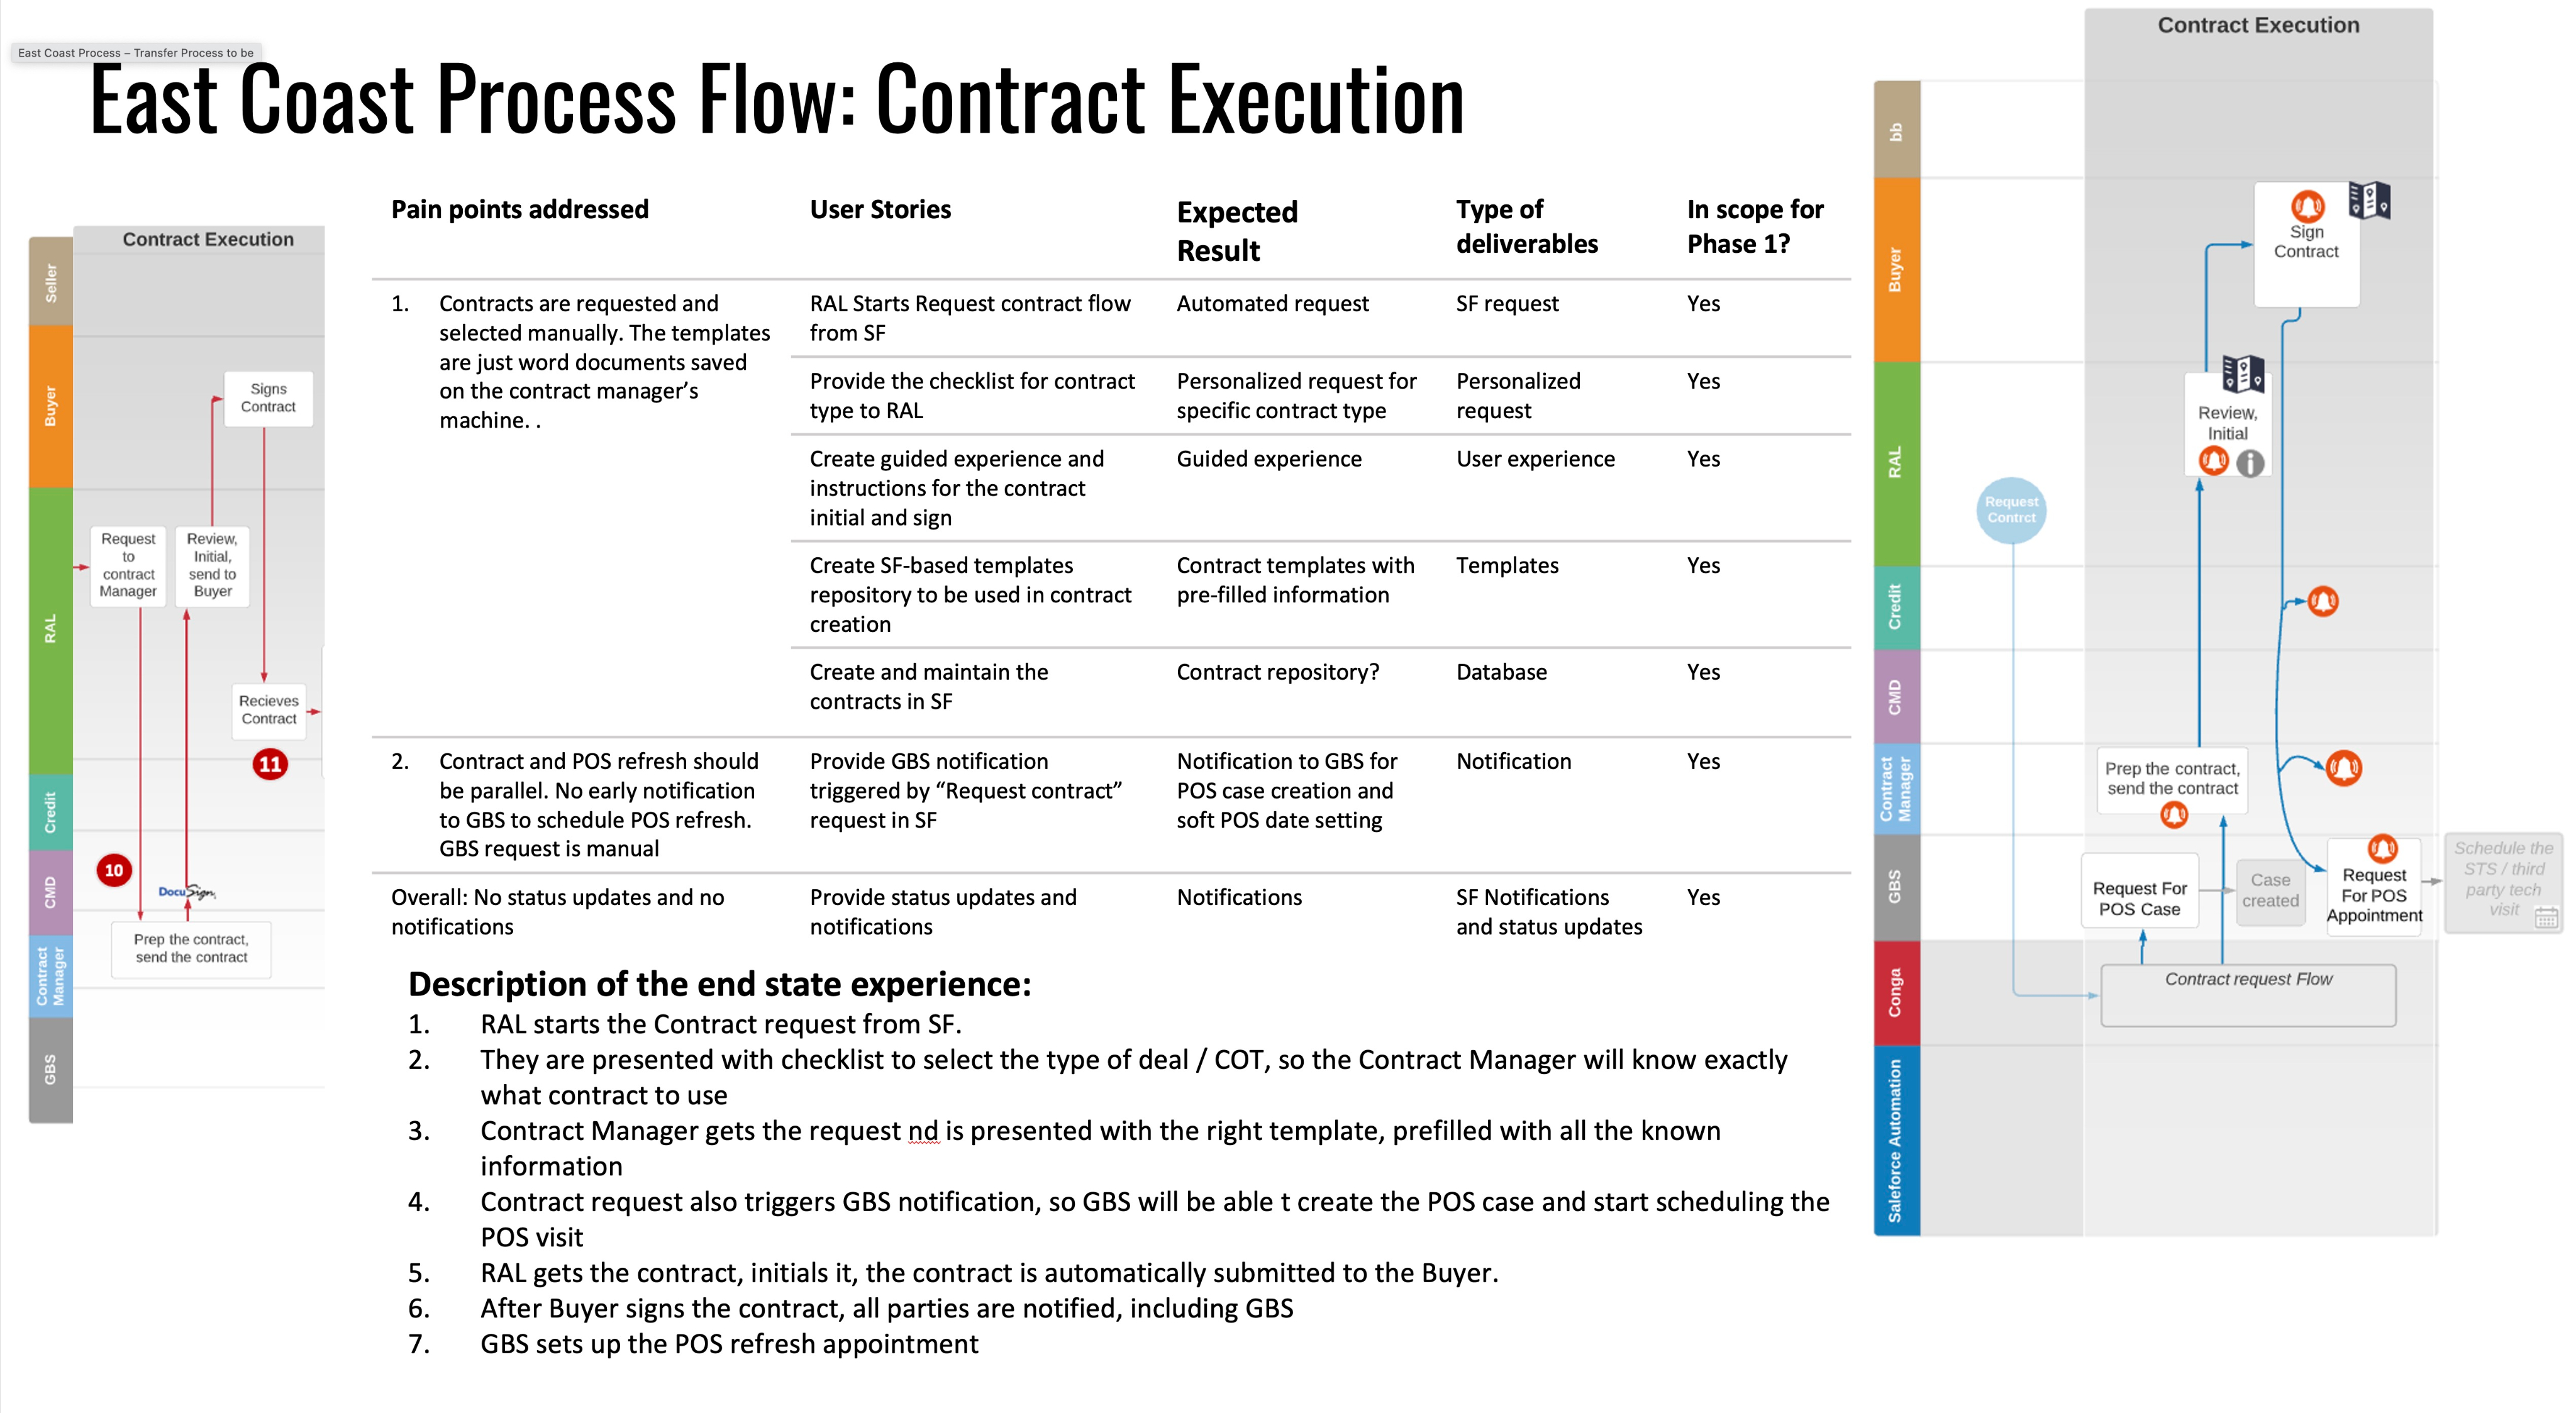 East Coast Process – Transfer Process to be
East Coast Process Flow: Contract Execution
Contract Execution
Seller
Buyer
RAL
Credit
CMD
Contract
Manager
GBS
Signs
Contract
Request
to
contract
Manager
Review,
Initial,
send to
Buyer
Recieves
Contract
11
10
DocuSign
Prep the contract,
send the contract
Pain points addressed
User Stories
Expected
Result
Type of
deliverables
In scope for
Phase 1?
1. Contracts are requested and
selected manually. The templates
are just word documents saved
on the contract manager’s
machine. .
RAL Starts Request contract flow
from SF
Automated request
SF request
Yes
Provide the checklist for contract
type to RAL
Personalized request for
specific contract type
Personalized
request
Yes
Create guided experience and
instructions for the contract
initial and sign
Guided experience
User experience
Yes
Create SF-based templates
repository to be used in contract
creation
Contract templates with
pre-filled information
Templates
Yes
Create and maintain the
contracts in SF
Contract repository?
Database
Yes
2. Contract and POS refresh should
be parallel. No early notification
to GBS to schedule POS refresh.
GBS request is manual
Provide GBS notification
triggered by “Request contract”
request in SF
Notification to GBS for
POS case creation and
soft POS date setting
Notification
Yes
Overall: No status updates and no
notifications
Provide status updates and
notifications
Notifications
SF Notifications
and status updates
Yes
Description of the end state experience:
1. RAL starts the Contract request from SF.
2. They are presented with checklist to select the type of deal / COT, so the Contract Manager will know exactly
what contract to use
3. Contract Manager gets the request nd is presented with the right template, prefilled with all the known
information
4. Contract request also triggers GBS notification, so GBS will be able t create the POS case and start scheduling the
POS visit
5. RAL gets the contract, initials it, the contract is automatically submitted to the Buyer.
6. After Buyer signs the contract, all parties are notified, including GBS
7. GBS sets up the POS refresh appointment
Contract Execution
bb
Buyer
RAL
Credit
CMD
Contract
Manager
GBS
Conga
Saleforce Automation
Sign
Contract
Review,
Initial
i
Request
Contrct
Prep the contract,
send the contract
Request For
POS Case
Case
created
Request
For POS
Appointment
Schedule the
STS / third
party tech
visit
Contract request Flow